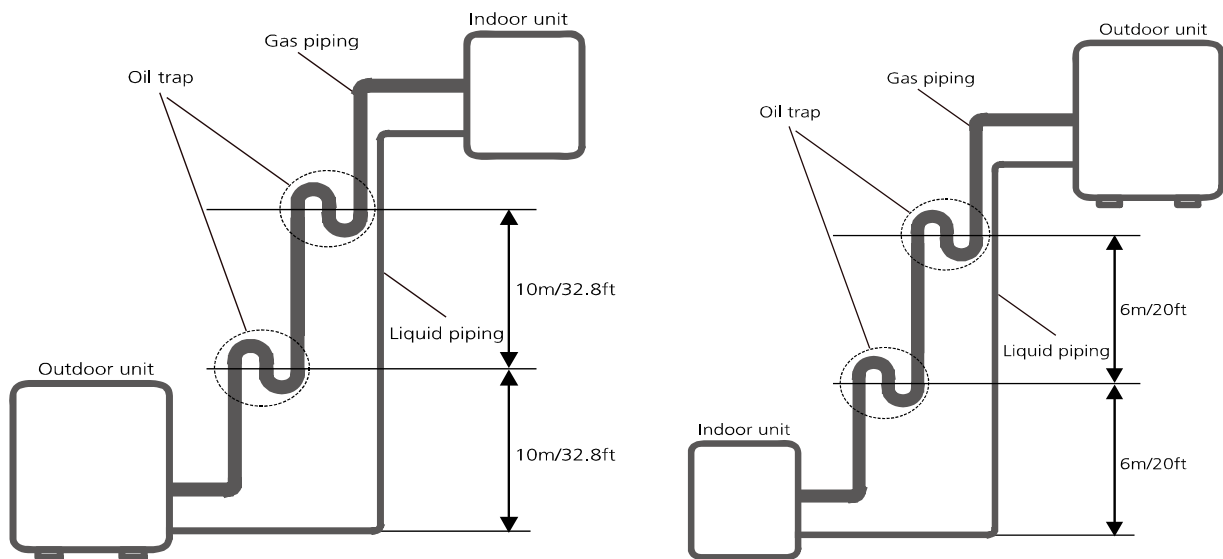 Indoor unit
Gas piping
Oil trap
10m/32.8ft
Liquid piping
Outdoor unit
10m/32.8ft
Outdoor unit
Gas piping
Oil trap
6m/20ft
Liquid piping
Indoor unit
6m/20ft